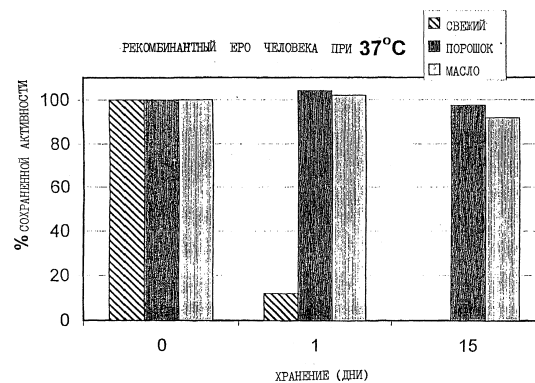 СВЕЖИЙ
ПОРОШОК
МАСЛО
РЕКОМБИНАНТНЫЙ ЕРО ЧЕЛОВЕКА ПРИ 37°C
% СОХРАНЕННОЙ АКТИВНОСТИ
100
80
60
40
20
0
0 1 15
ХРАНЕНИЕ (ДНИ)